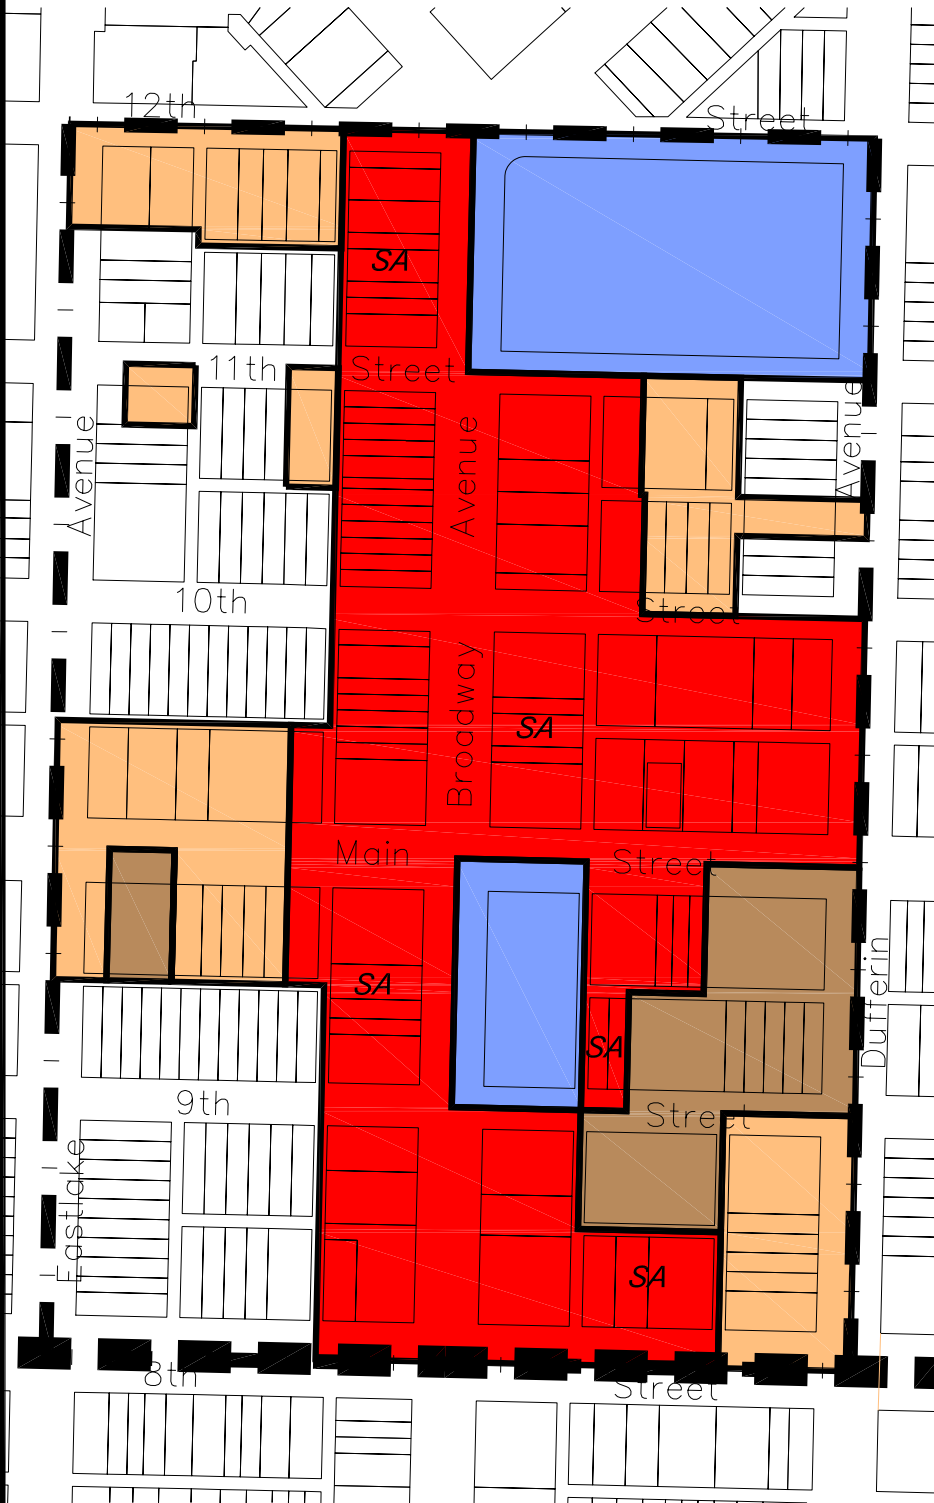 12th Street
SA
11th Street
Avenue
Avenue
Avenue
10th Street
Broadway
SA
Main Street
SA
SA
Dufferin
9th Street
Eastlake
SA
8th Street